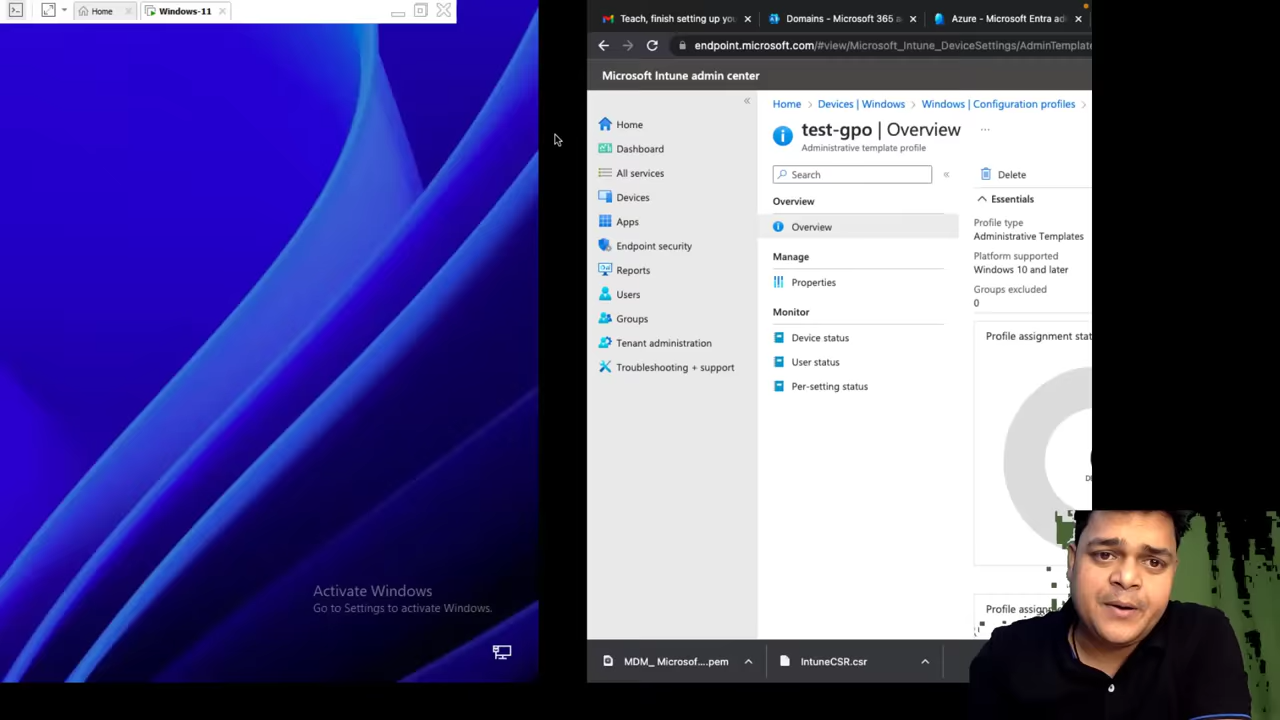 Home
Windows-11
Activate Windows
Go to Settings to activate Windows.
Teach, finish setting up yo
Domains - Microsoft 365 a
Azure - Microsoft Entra ad
endpoint.microsoft.com/#view/Microsoft_Intune_DeviceSettings/AdminTemplate
Microsoft Intune admin center
Home
Dashboard
All services
Devices
Apps
Endpoint security
Reports
Users
Groups
Tenant administration
Troubleshooting + support
Home > Devices | Windows > Windows | Configuration profiles >
test-gpo | Overview ...
Administrative template profile
Search
Overview
Overview
Manage
Properties
Monitor
Device status
User status
Per-setting status
Delete
Essentials
Profile type
Administrative Templates
Platform supported
Windows 10 and later
Groups excluded
0
Profile assignment stat
Profile assign
MDM_ Microsof....pem
IntuneCSR.csr